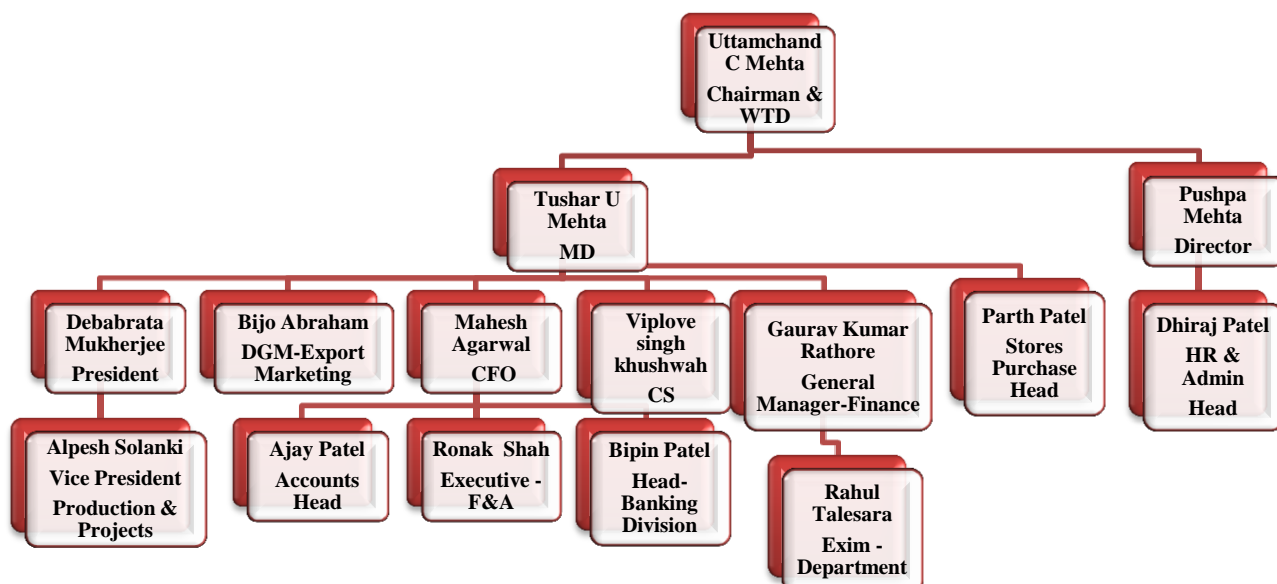 Uttamchand
C Mehta
Chairman &
WTD
Tushar U
Mehta
MD
Pushpa
Mehta
Director
Debabrata
Mukherjee
President
Bijo Abraham
DGM-Export
Marketing
Mahesh
Agarwal
CFO
Viplove
singh
khushwah
CS
Gaurav Kumar
Rathore
General
Manager-Finance
Parth Patel
Stores
Purchase
Head
Dhiraj Patel
HR &
Admin
Head
Alpesh Solanki
Vice President
Production &
Projects
Ajay Patel
Accounts
Head
Ronak Shah
Executive -
F&A
Bipin Patel
Head-
Banking
Division
Rahul
Talesara
Exim -
Department